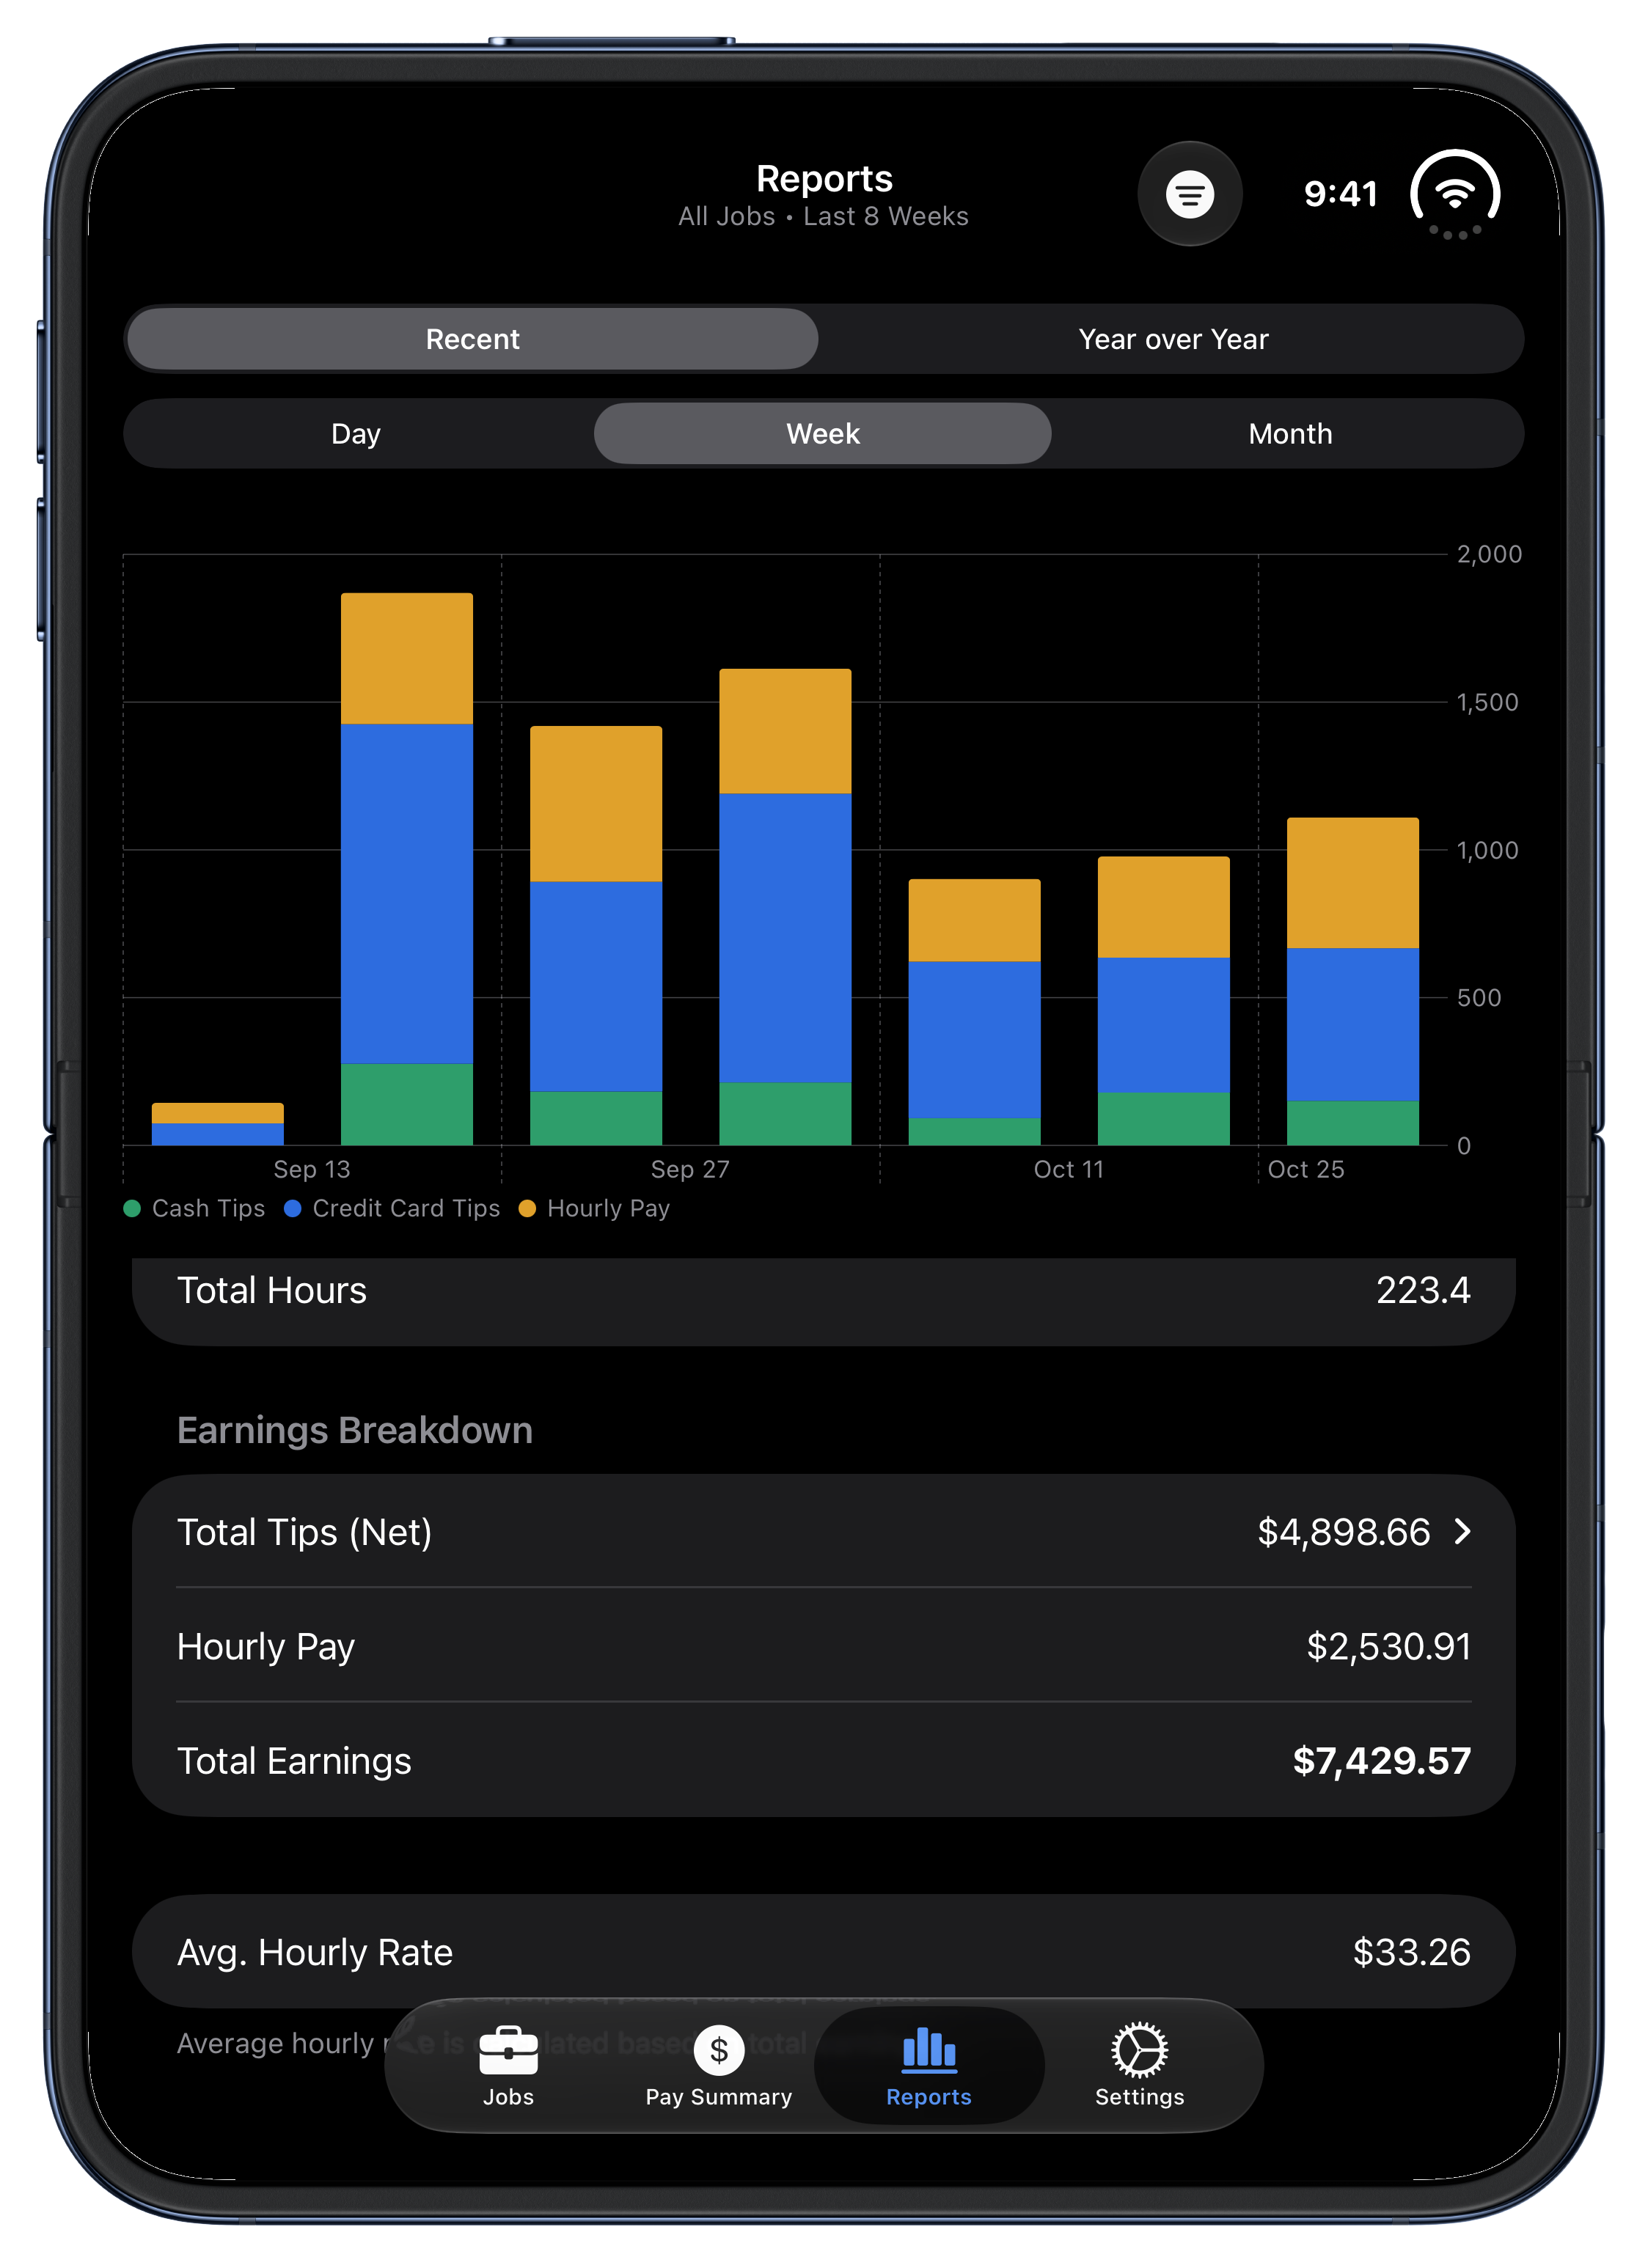 Reports
All Jobs • Last 8 Weeks
9:41
Recent
Year over Year
Day
Week
Month
2,000
1,500
1,000
500
0
Sep 13
Sep 27
Oct 11
Oct 25
Cash Tips
Credit Card Tips
Hourly Pay
Total Hours
223.4
Earnings Breakdown
Total Tips (Net)
$4,898.66
Hourly Pay
$2,530.91
Total Earnings
$7,429.57
Avg. Hourly Rate
$33.26
Average hourly
is
total
Jobs
$
Pay Summary
Reports
Settings